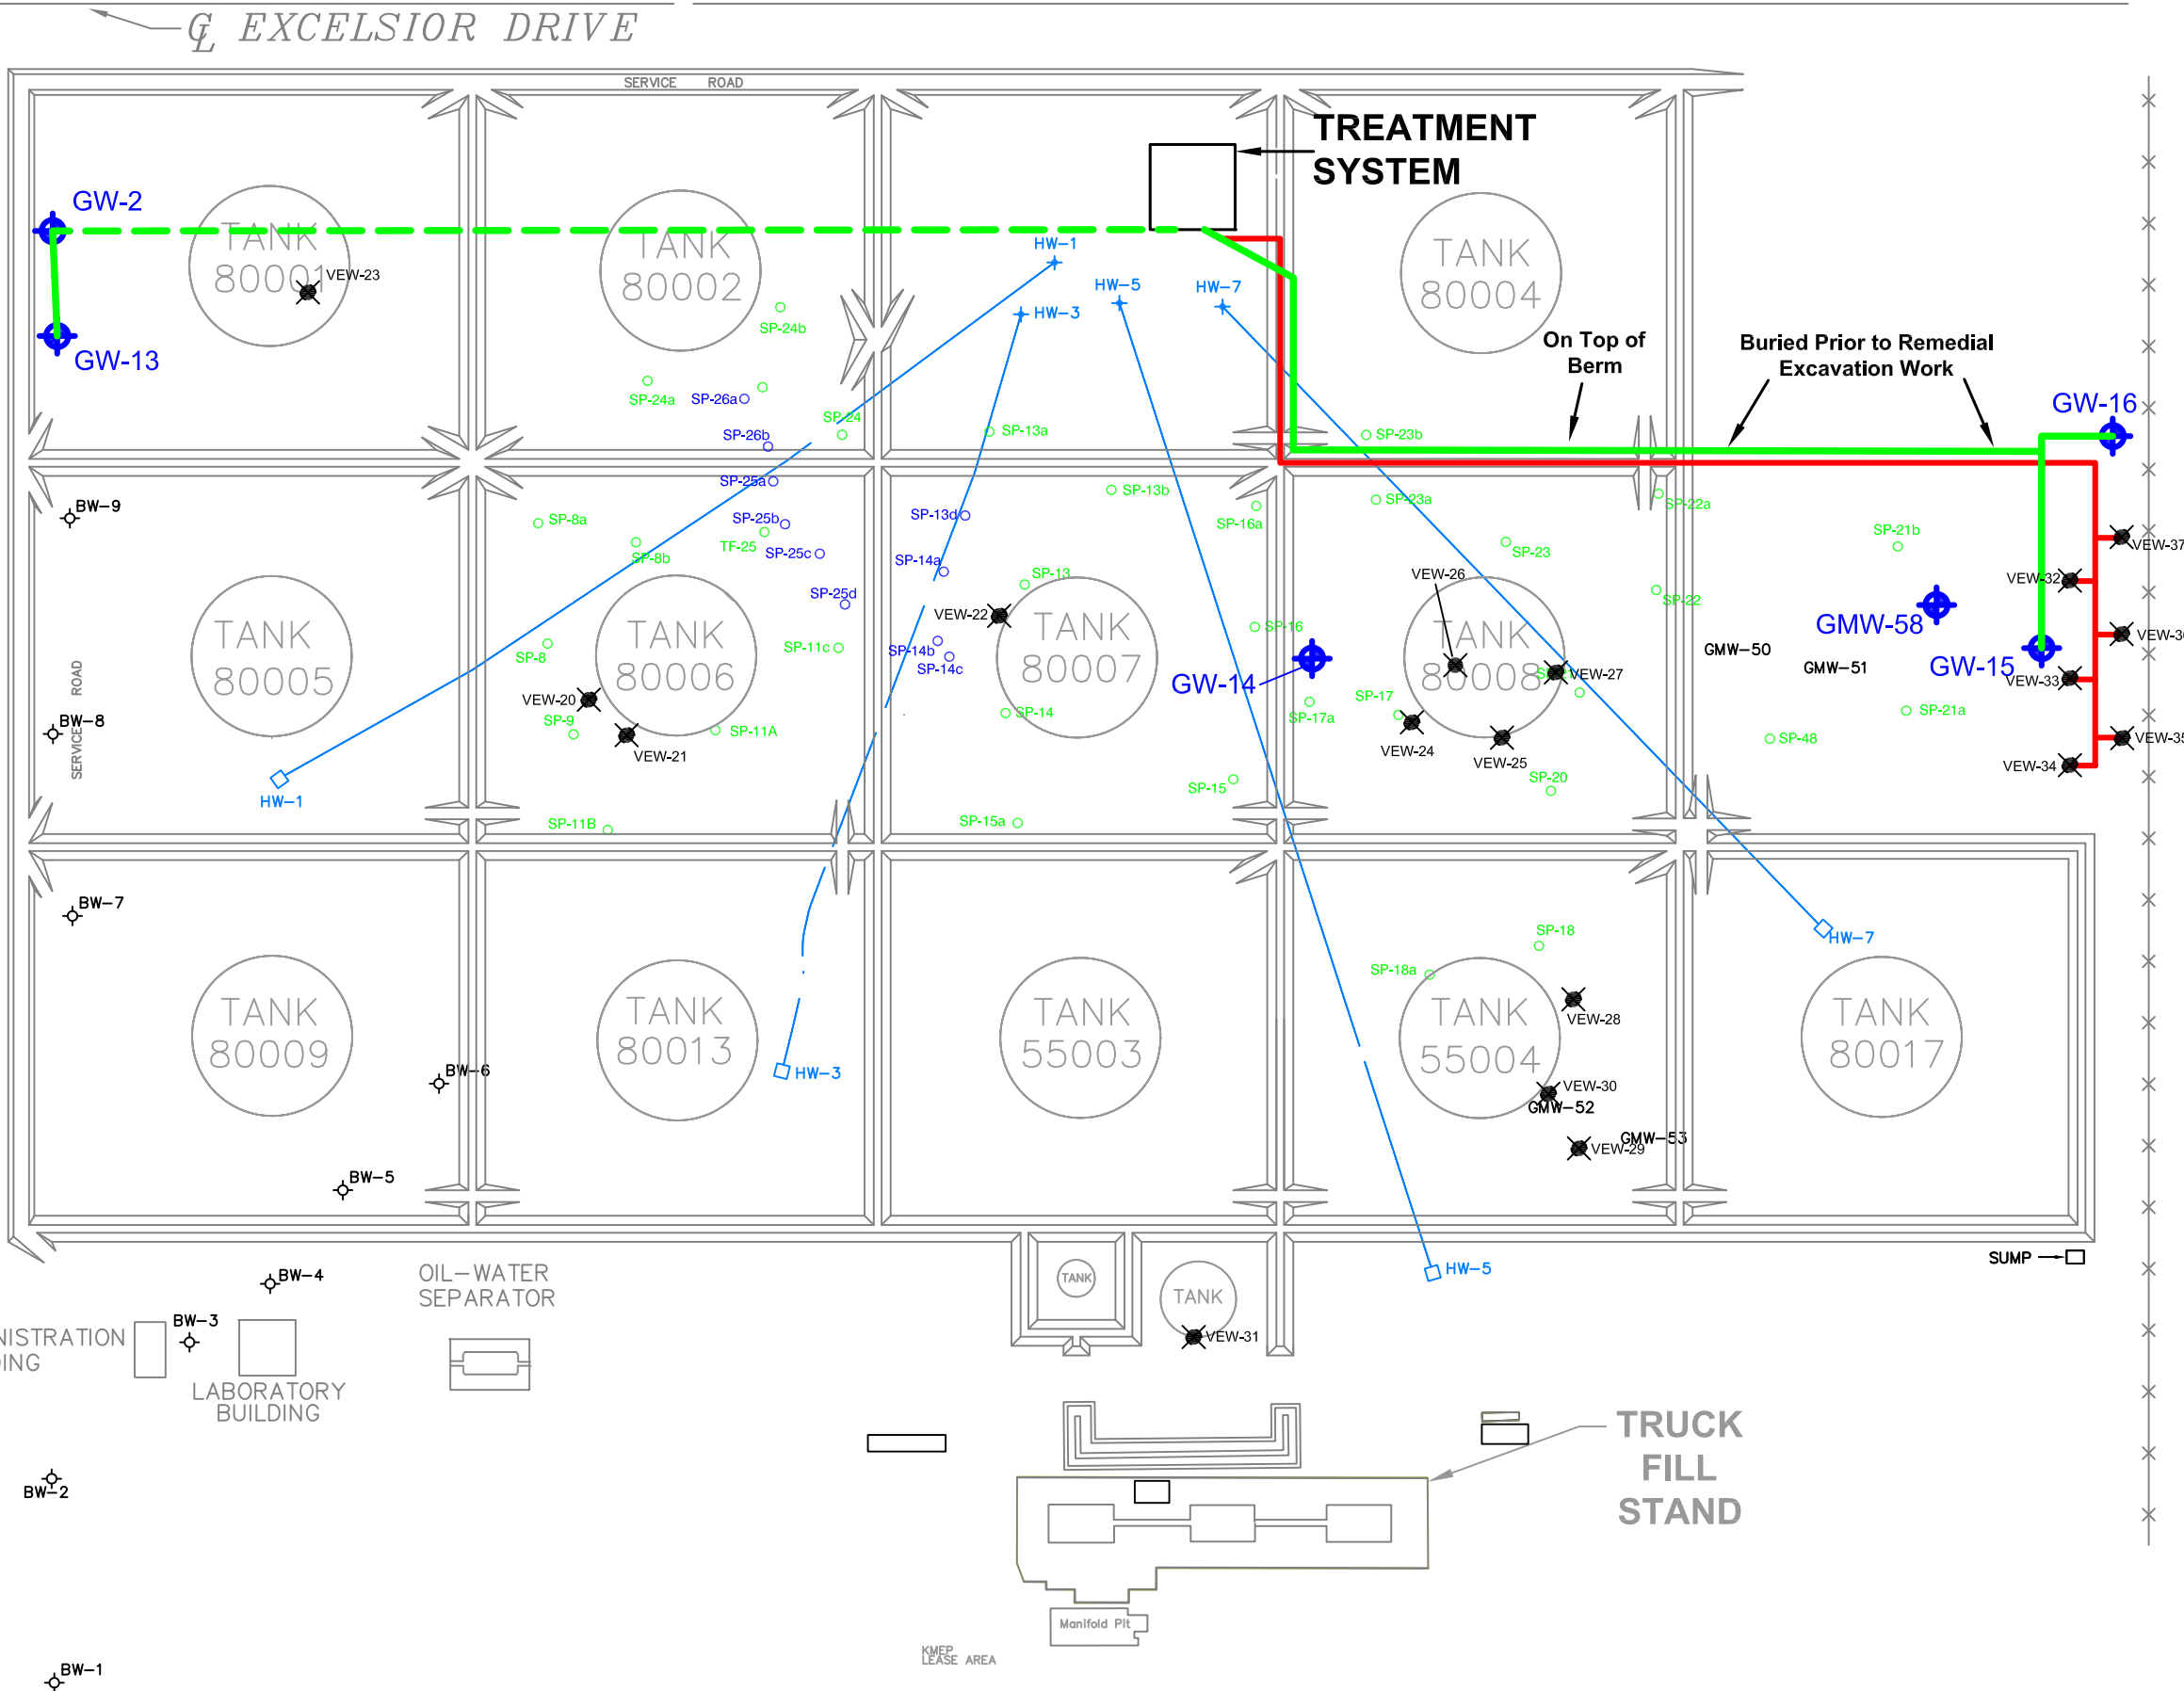 ℄ EXCELSIOR DRIVE
SERVICE ROAD
TREATMENT
SYSTEM
GW-2
TANK
80001
VEW-23
GW-13
TANK
80002
HW-1
HW-5
HW-7
HW-3
TANK
80004
SP-24b
SP-24a
SP-26a
SP-24
SP-26b
SP-13a
SP-23b
On Top of
Berm
Buried Prior to Remedial
Excavation Work
GW-16
BW-9
SP-8a
SP-8b
SP-25a
SP-25b
TF-25
SP-25c
SP-25d
SP-13d
SP-14a
SP-13b
SP-16a
SP-23a
SP-22a
SP-23
SP-21b
VEW-37
VEW-32
SP-13
VEW-22
VEW-26
SP-22
GMW-58
TANK
80005
SERVICE ROAD
SP-8
TANK
80006
SP-11c
SP-14b
SP-14c
TANK
80007
SP-16
GW-14
TANK
80008
VEW-27
GMW-50
GMW-51
GW-15
VEW-33
BW-8
VEW-20
SP-9
VEW-21
SP-11A
SP-14
SP-17a
SP-17
VEW-24
VEW-25
SP-48
SP-21a
VEW-34
HW-1
SP-11B
SP-15
SP-15a
SP-20
BW-7
SP-18
SP-18a
HW-7
TANK
80009
TANK
80013
TANK
55003
TANK
55004
TANK
80017
VEW-28
BW-6
HW-3
VEW-30
GMW-52
GMW-53
VEW-29
BW-5
BW-4
OIL-WATER
SEPARATOR
TANK
TANK
HW-5
SUMP
BW-3
NISTRATION
ING
VEW-31
LABORATORY
BUILDING
TRUCK
FILL
STAND
BW-2
Manifold Pit
KMEP
LEASE AREA
BW-1